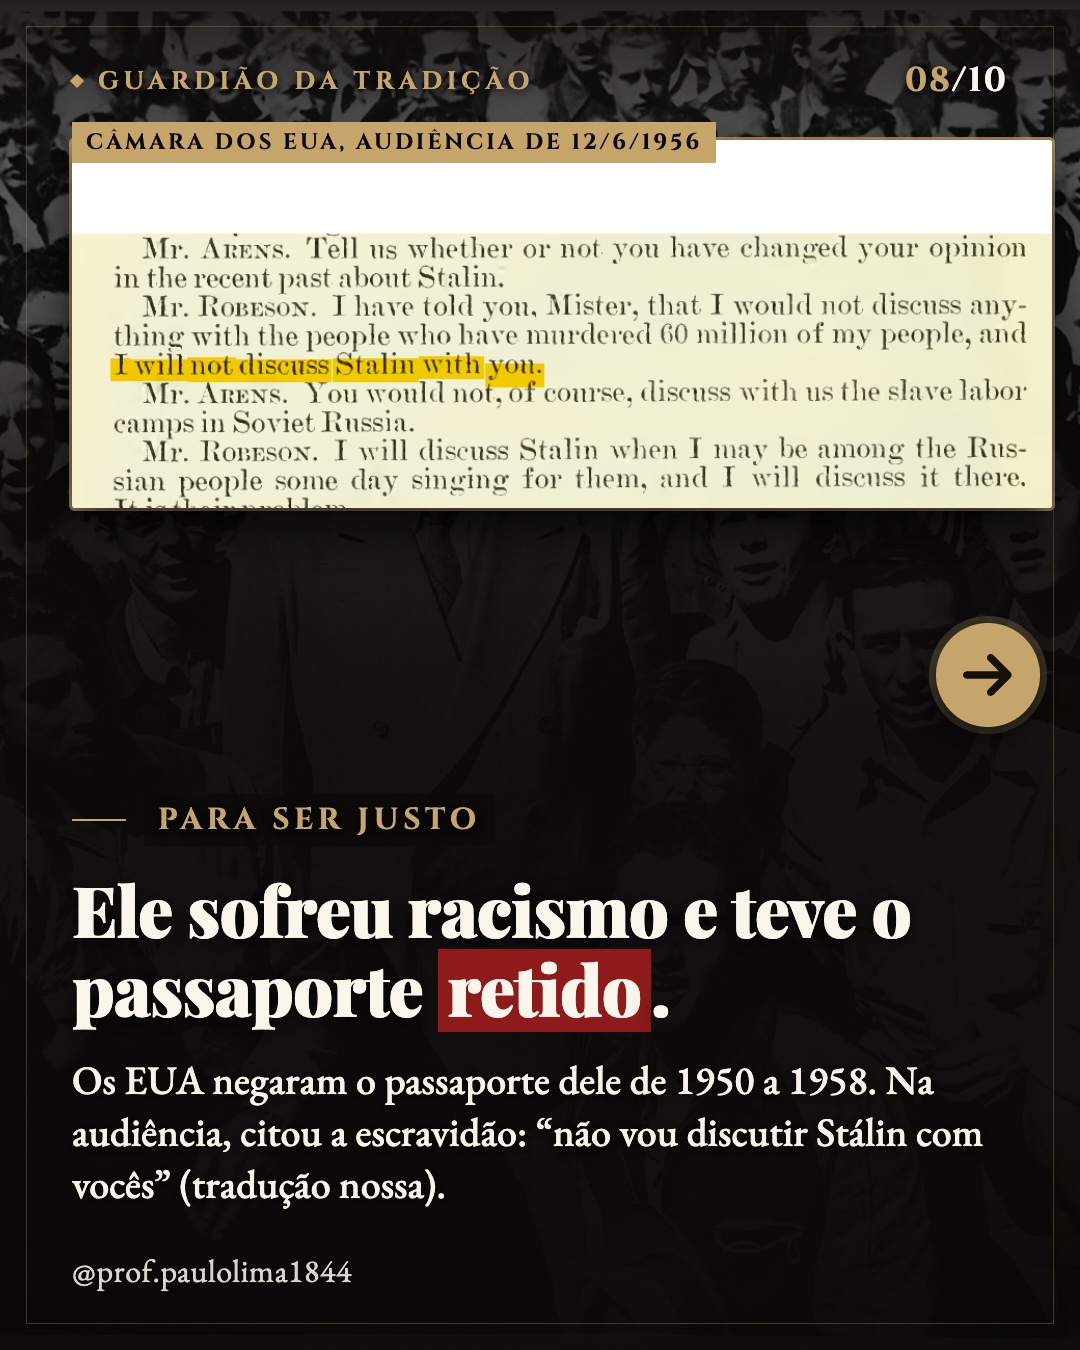 GUARDIÃO DA TRADIÇÃO
08/10
CÂMARA DOS EUA, AUDIÊNCIA DE 12/6/1956
Mr. ARENS. Tell us whether or not you have changed your opinion
in the recent past about Stalin.
Mr. ROBESON. I have told you, Mister, that I would not discuss any-
thing with the people who have murdered 60 million of my people, and
I will not discuss Stalin with you.
Mr. ARENS. You would not, of course, discuss with us the slave labor
camps in Soviet Russia.
Mr. ROBESON. I will discuss Stalin when I may be among the Rus-
sian people some day singing for them, and I will discuss it there.
It is their problem.
PARA SER JUSTO
Ele sofreu racismo e teve o
passaporte retido.
Os EUA negaram o passaporte dele de 1950 a 1958. Na
audiência, citou a escravidão: “não vou discutir Stálin com
vocês” (tradução nossa).
@prof.paulolima1844